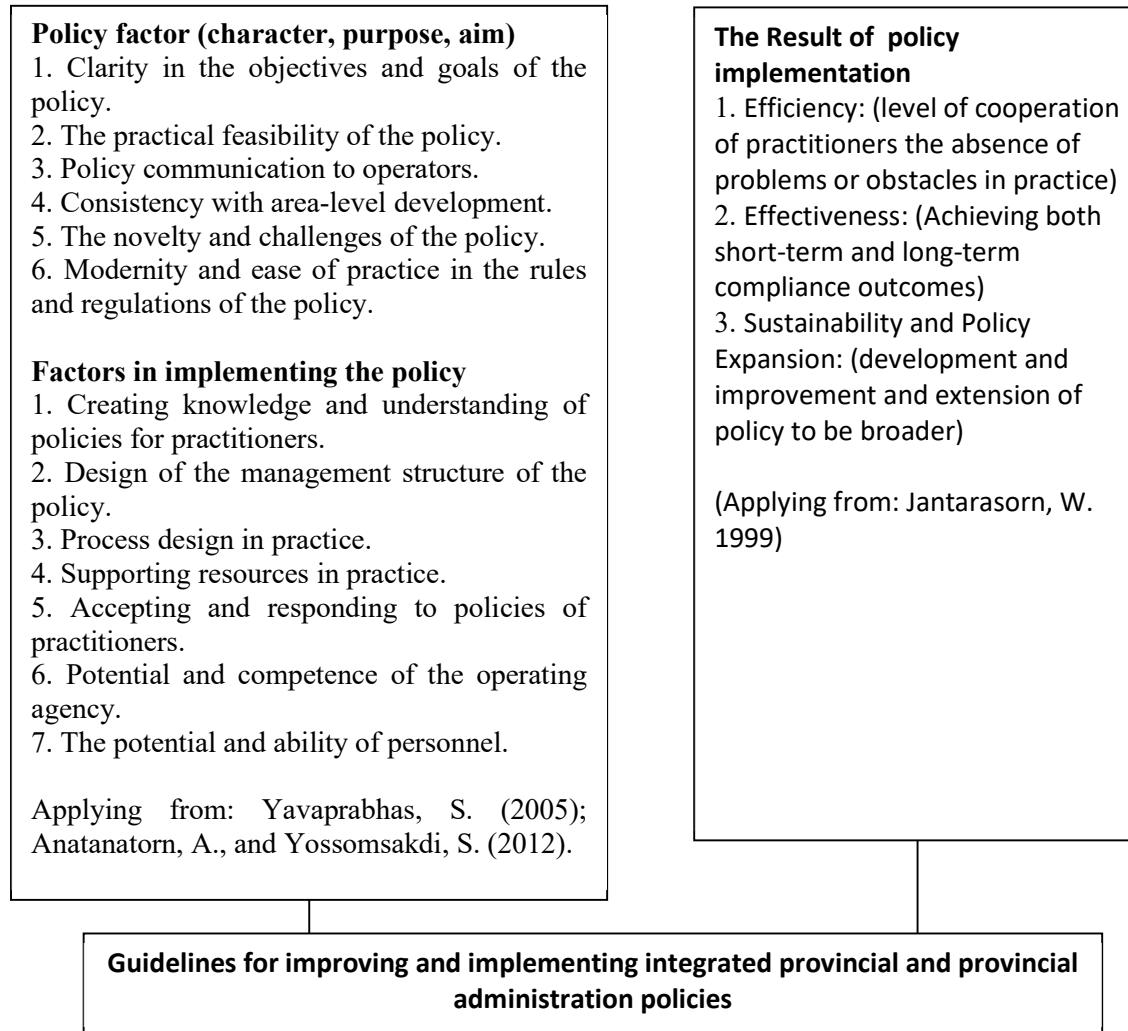 Policy factor (character, purpose, aim)
1. Clarity in the objectives and goals of the
policy.
2. The practical feasibility of the policy.
3. Policy communication to operators.
4. Consistency with area-level development.
5. The novelty and challenges of the policy.
6. Modernity and ease of practice in the rules
and regulations of the policy.
Factors in implementing the policy
1. Creating knowledge and understanding of
policies for practitioners.
2. Design of the management structure of the
policy.
3. Process design in practice.
4. Supporting resources in practice.
5. Accepting and responding to policies of
practitioners.
6. Potential and competence of the operating
agency.
7. The potential and ability of personnel.
Applying from: Yavaprabhas, S. (2005);
Anatanatorn, A., and Yossomsakdi, S. (2012).
The Result of policy
implementation
1. Efficiency: (level of cooperation
of practitioners the absence of
problems or obstacles in practice)
2. Effectiveness: (Achieving both
short-term and long-term
compliance outcomes)
3. Sustainability and Policy
Expansion: (development and
improvement and extension of
policy to be broader)
(Applying from: Jantarasorn, W.
1999)
Guidelines for improving and implementing integrated provincial and provincial
administration policies